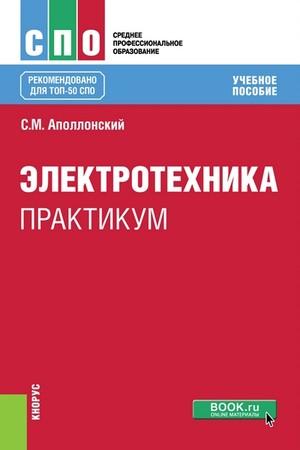 СПО
СРЕДНЕЕ
ПРОФЕССИОНАЛЬНОЕ
ОБРАЗОВАНИЕ
РЕКОМЕНДОВАНО
ДЛЯ ТОП-50 СПО
УЧЕБНОЕ
ПОСОБИЕ
С.М. Аполлонский
ЭЛЕКТРОТЕХНИКА
ПРАКТИКУМ
КНОРУС
BOOK.ru
ONLINE МАТЕРИАЛЫ